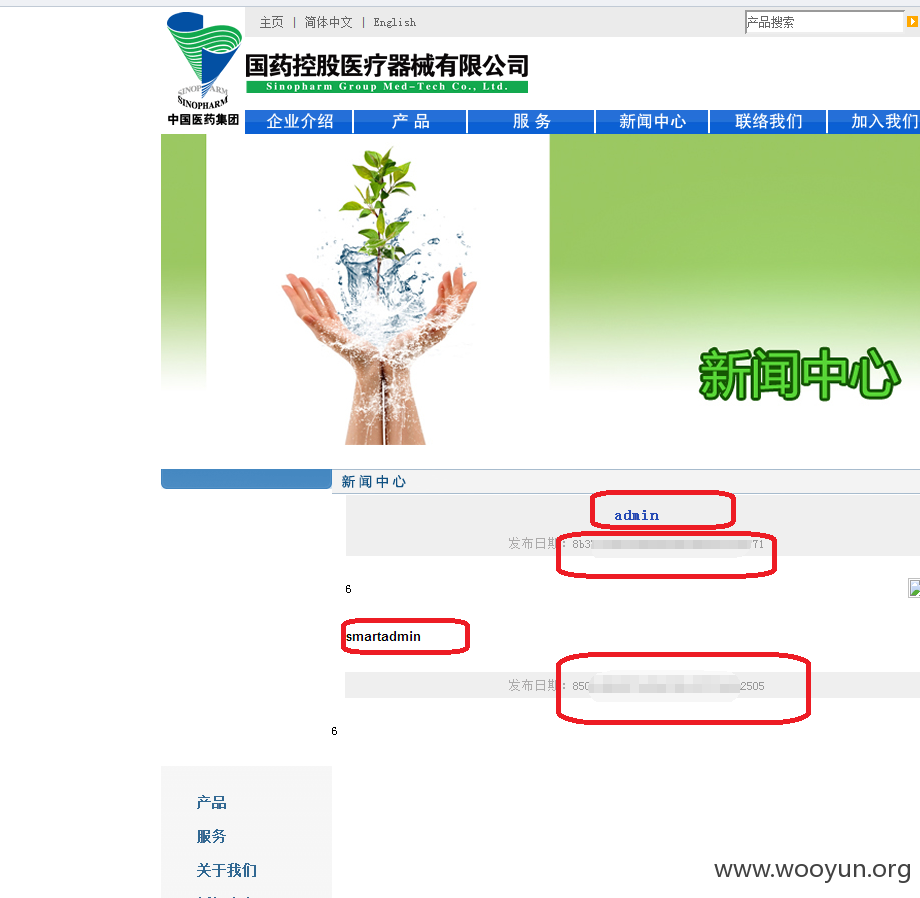 主页 | 简体中文 | English
产品搜索
国药控股医疗器械有限公司
Sinopharm Group Med-Tech Co., Ltd.
SINOPHARM
SINOPHARM
中国医药集团
企业介绍 产品 服务 新闻中心 联络我们 加入我们
新闻中心
新闻中心
admin
发布日期: 8b3 71
6
smartadmin
发布日期: 850 2505
6
产品
服务
关于我们
www.wooyun.org